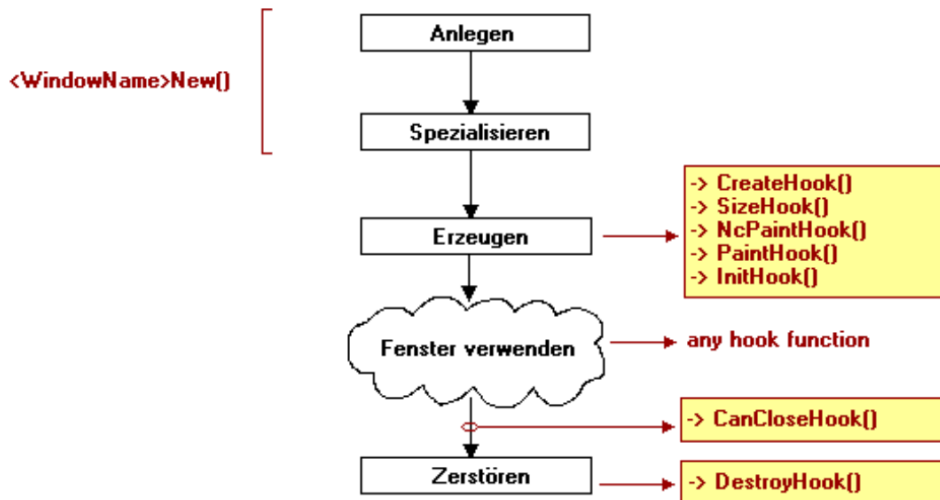 Anlegen
<WindowName>New()
Spezialisieren
Erzeugen
-> CreateHook()
-> SizeHook()
-> NcPaintHook()
-> PaintHook()
-> InitHook()
Fenster verwenden
any hook function
-> CanCloseHook()
Zerstören
-> DestroyHook()